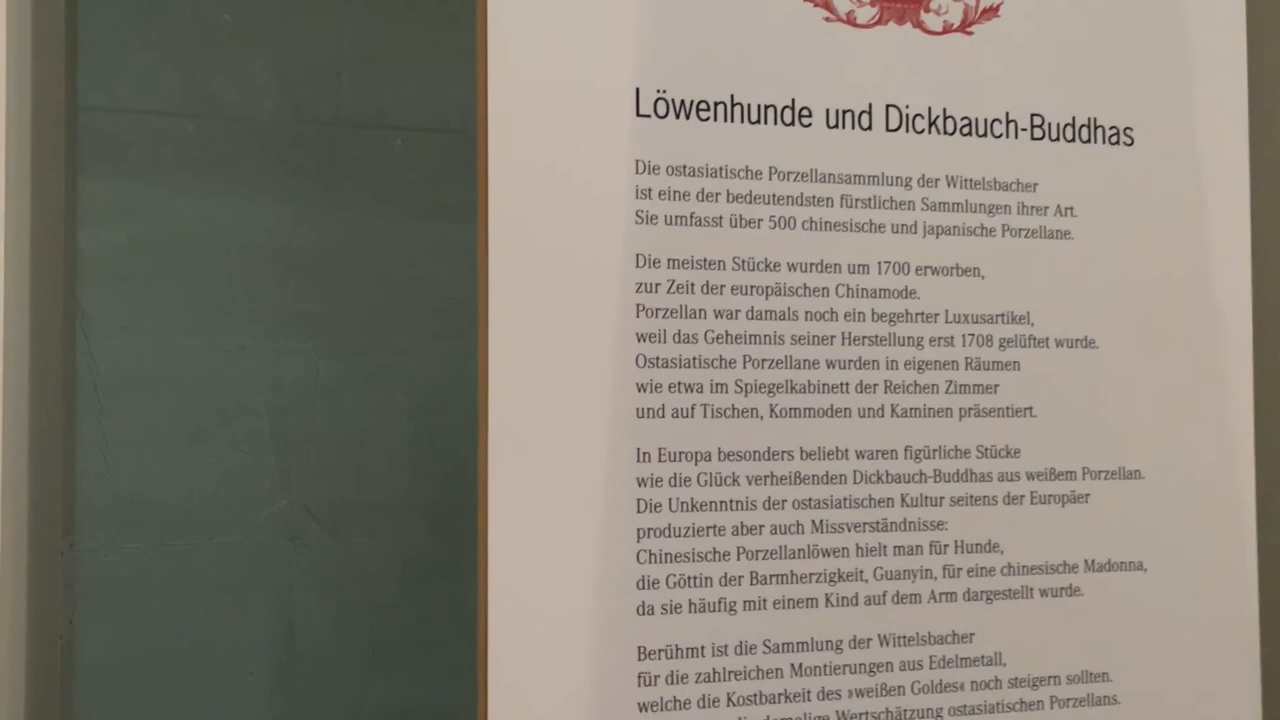 Löwenhunde und Dickbauch-Buddhas
Die ostasiatische Porzellansammlung der Wittelsbacher
ist eine der bedeutendsten fürstlichen Sammlungen ihrer Art.
Sie umfasst über 500 chinesische und japanische Porzellane.
Die meisten Stücke wurden um 1700 erworben,
zur Zeit der europäischen Chinamode.
Porzellan war damals noch ein begehrter Luxusartikel,
weil das Geheimnis seiner Herstellung erst 1708 gelüftet wurde.
Ostasiatische Porzellane wurden in eigenen Räumen
wie etwa im Spiegelkabinett der Reichen Zimmer
und auf Tischen, Kommoden und Kaminen präsentiert.
In Europa besonders beliebt waren figürliche Stücke
wie die Glück verheißenden Dickbauch-Buddhas aus weißem Porzellan.
Die Unkenntnis der ostasiatischen Kultur seitens der Europäer
produzierte aber auch Missverständnisse:
Chinesische Porzellanlöwen hielt man für Hunde,
die Göttin der Barmherzigkeit, Guanyin, für eine chinesische Madonna,
da sie häufig mit einem Kind auf dem Arm dargestellt wurde.
Berühmt ist die Sammlung der Wittelsbacher
für die zahlreichen Montierungen aus Edelmetall,
welche die Kostbarkeit des »weißen Goldes« noch steigern sollten.
damalige Wertschätzung ostasiatischen Porzellans.